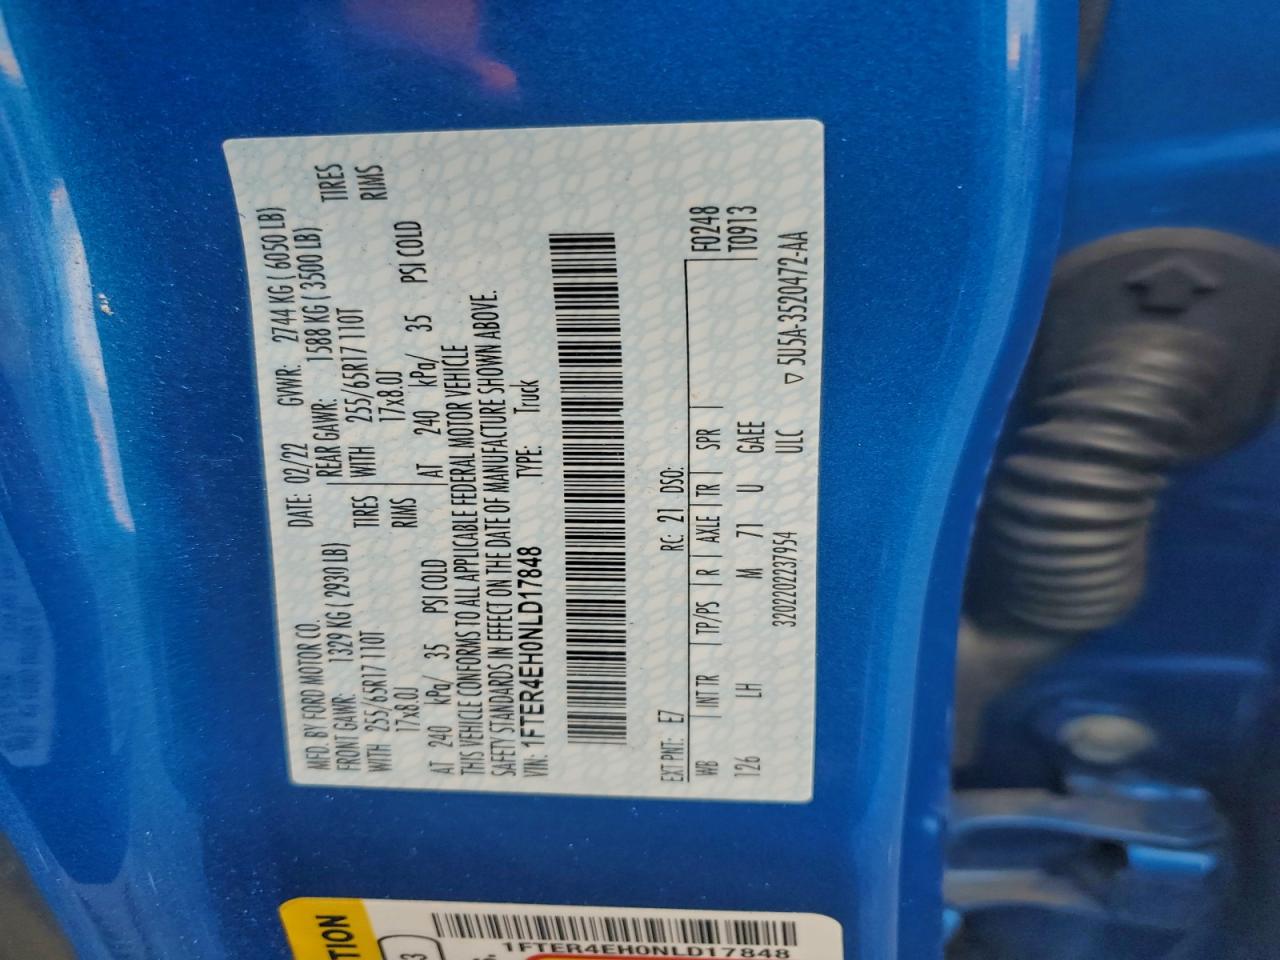 MFD. BY FORD MOTOR CO. DATE: 02/22 GVWR: 2744 KG ( 6050 LB)
FRONT GAWR: 1329 KG ( 2930 LB) REAR GAWR: 1588 KG ( 3500 LB)
WITH 255/65R17 110T TIRES WITH 255/65R17 110T TIRES
17x8.0J RIMS 17x8.0J RIMS
AT 240 kPa/ 35 PSI COLD AT 240 kPa/ 35 PSI COLD
THIS VEHICLE CONFORMS TO ALL APPLICABLE FEDERAL MOTOR VEHICLE
SAFETY STANDARDS IN EFFECT ON THE DATE OF MANUFACTURE SHOWN ABOVE.
VIN: 1FTER4EH0NLD17848 TYPE: Truck
EXT PNT: E7 RC: 21 DSO: F0248
WB INT TR TP/PS R AXLE TR SPR T0913
126 LH M 71 U GAEE
3202202237954 ULC ▽ 5U5A-3520472-AA
TION
3
1FTER4EH0NLD17848